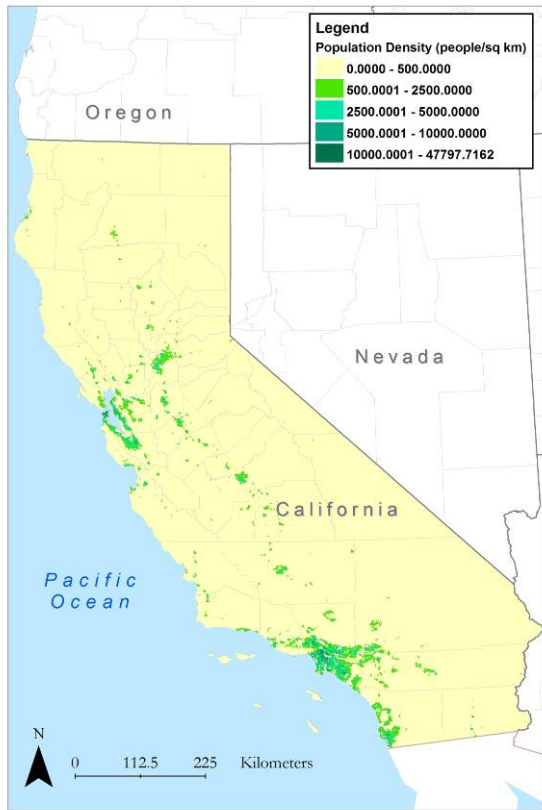 Legend
Population Density (people/sq km)
0.0000 - 500.0000
500.0001 - 2500.0000
2500.0001 - 5000.0000
5000.0001 - 10000.0000
10000.0001 - 47797.7162
Oregon
Nevada
California
Pacific
Ocean
N
0 112.5 225 Kilometers